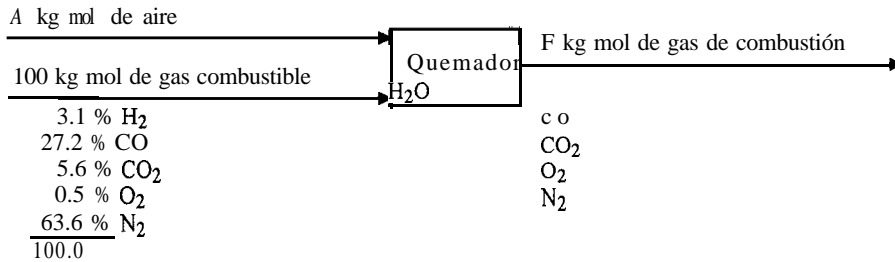 A kg mol de aire
F kg mol de gas de combustión
Quemador
100 kg mol de gas combustible
H₂O
3.1 % H₂
27.2 % CO
5.6 % CO₂
0.5 % O₂
63.6 % N₂
100.0
c o
CO₂
O₂
N₂